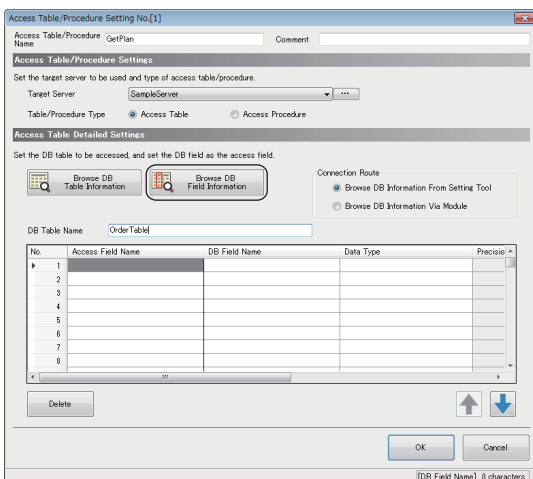 Access Table/Procedure Setting No.[1]
Access Table/Procedure Name GetPlan Comment
Access Table/Procedure Settings
Set the target server to be used and type of access table/procedure.
Target Server SampleServer ...
Table/Procedure Type Access Table Access Procedure
Access Table Detailed Settings
Set the DB table to be accessed, and set the DB field as the access field.
Browse DB Table Information
Browse DB Field Information
Connection Route
Browse DB Information From Setting Tool
Browse DB Information Via Module
DB Table Name OrderTable
No. Access Field Name DB Field Name Data Type Precisio
1
2
3
4
5
6
7
8
Delete
OK Cancel
[DB Field Name] 0 characters